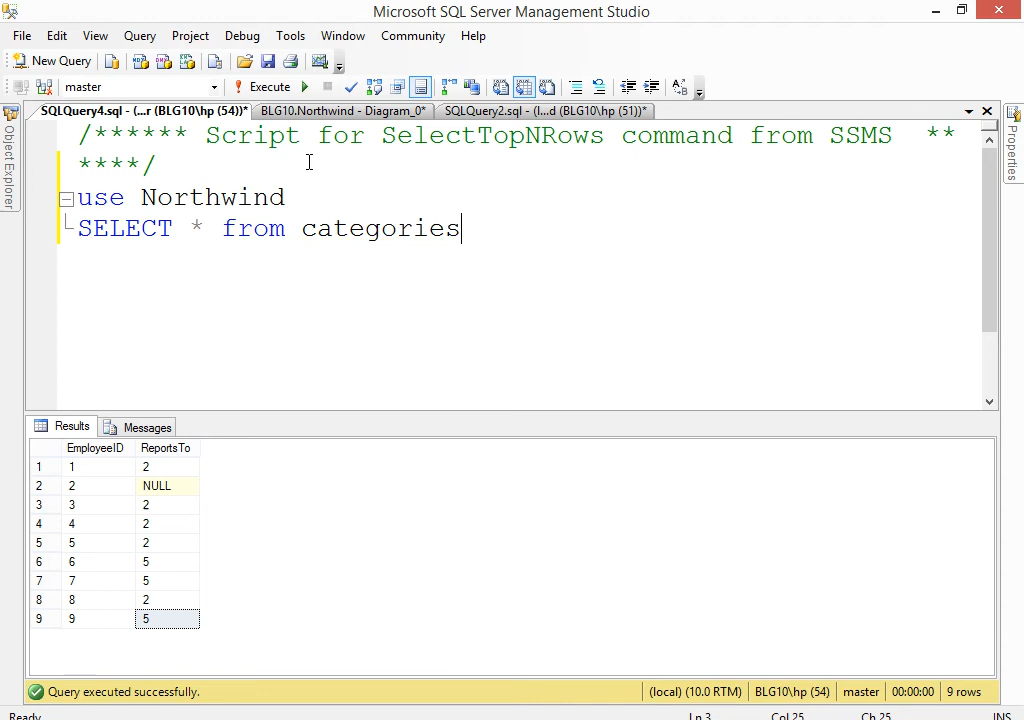 Microsoft SQL Server Management Studio
File Edit View Query Project Debug Tools Window Community Help
New Query
master Execute
SQLQuery4.sql - (...r (BLG10\hp (54))* BLG10.Northwind - Diagram_0* SQLQuery2.sql - (l...d (BLG10\hp (51))*
Object Explorer
Properties
/****** Script for SelectTopNRows command from SSMS **
****/
use Northwind
SELECT * from categories
Results Messages
EmployeeID ReportsTo
1 1 2
2 2 NULL
3 3 2
4 4 2
5 5 2
6 6 5
7 7 5
8 8 2
9 9 5
Query executed successfully. (local) (10.0 RTM) BLG10\hp (54) master 00:00:00 9 rows
Ready Ln 3 Col 25 Ch 25 INS